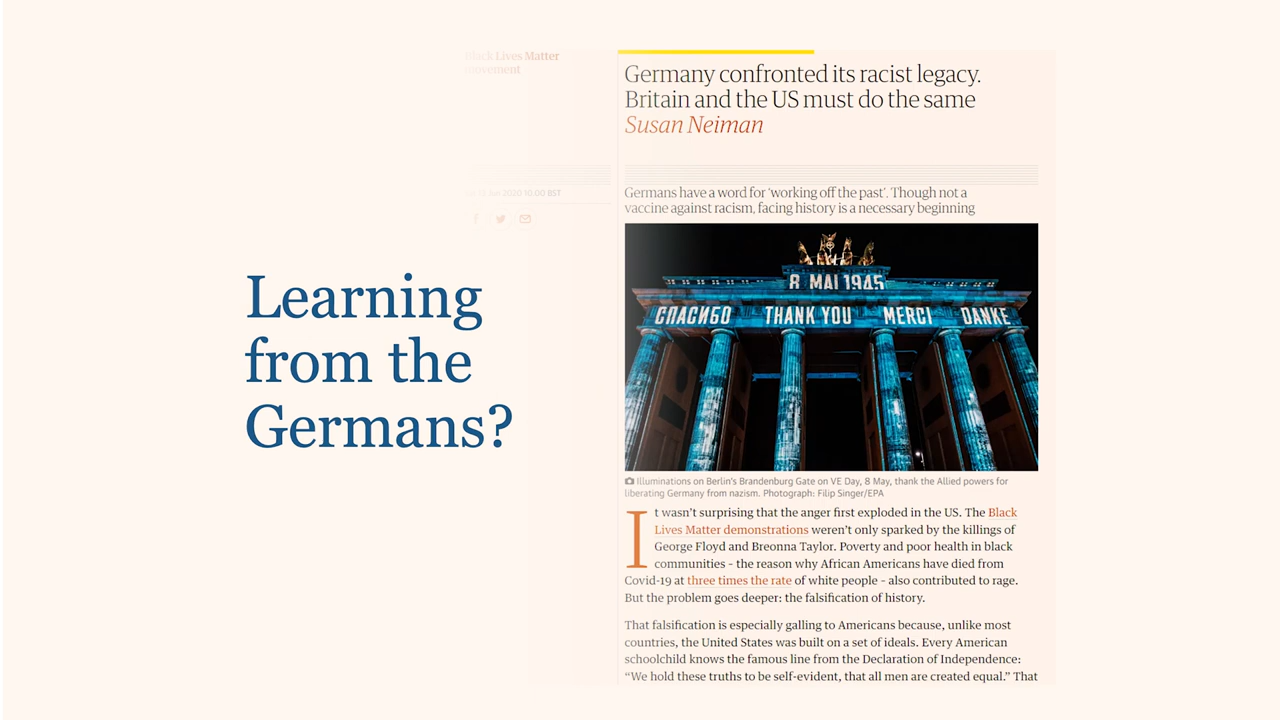 Learning
from the
Germans?
Black Lives Matter
movement
Jun 2020 10.00 BST
Germany confronted its racist legacy.
Britain and the US must do the same
Susan Neiman
Germans have a word for ‘working off the past’. Though not a
vaccine against racism, facing history is a necessary beginning
8 MAI 1945
СПАСИБО THANK YOU MERCI DANKE
Illuminations on Berlin’s Brandenburg Gate on VE Day, 8 May, thank the Allied powers for
liberating Germany from nazism. Photograph: Filip Singer/EPA
It wasn’t surprising that the anger first exploded in the US. The Black
Lives Matter demonstrations weren’t only sparked by the killings of
George Floyd and Breonna Taylor. Poverty and poor health in black
communities – the reason why African Americans have died from
Covid-19 at three times the rate of white people – also contributed to rage.
But the problem goes deeper: the falsification of history.
That falsification is especially galling to Americans because, unlike most
countries, the United States was built on a set of ideals. Every American
schoolchild knows the famous line from the Declaration of Independence:
“We hold these truths to be self-evident, that all men are created equal.” That